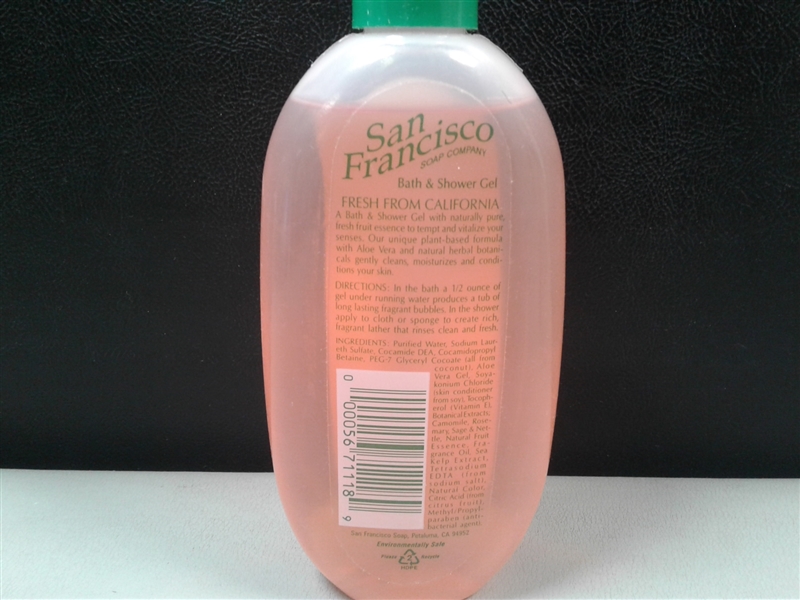 San
Francisco
SOAP COMPANY
Bath & Shower Gel
FRESH FROM CALIFORNIA
A Bath & Shower Gel with naturally pure,
fresh fruit essence to tempt and vitalize your
senses. Our unique plant-based formula
with Aloe Vera and natural herbal botani-
cals gently cleans, moisturizes and condi-
tions your skin.
DIRECTIONS: In the bath a 1/2 ounce of
gel under running water produces a tub of
long lasting fragrant bubbles. In the shower
apply to cloth or sponge to create rich,
fragrant lather that rinses clean and fresh.
INGREDIENTS: Purified Water, Sodium Laur-
eth Sulfate, Cocamide DEA, Cocamidopropyl
Betaine, PEG-7 Glyceryl Cocoate (all from
coconut), Aloe
Vera Gel, Soya-
konium Chloride
(skin conditioner
from soy), Tocoph-
erol (Vitamin E),
Botanical Extracts;
Camomile, Rose-
mary, Sage & Net-
tle, Natural Fruit
Essence, Fra-
grance Oil, Sea
Kelp Extract,
Tetrasodium
EDTA (from
sodium salt),
Natural Color,
Citric Acid (from
citrus fruit),
Methyl-Propyl-
paraben (anti-
bacterial agent).
0 00056 71118 9
San Francisco Soap, Petaluma, CA 94952
Environmentally Safe
Please 2 Recycle
HDPE